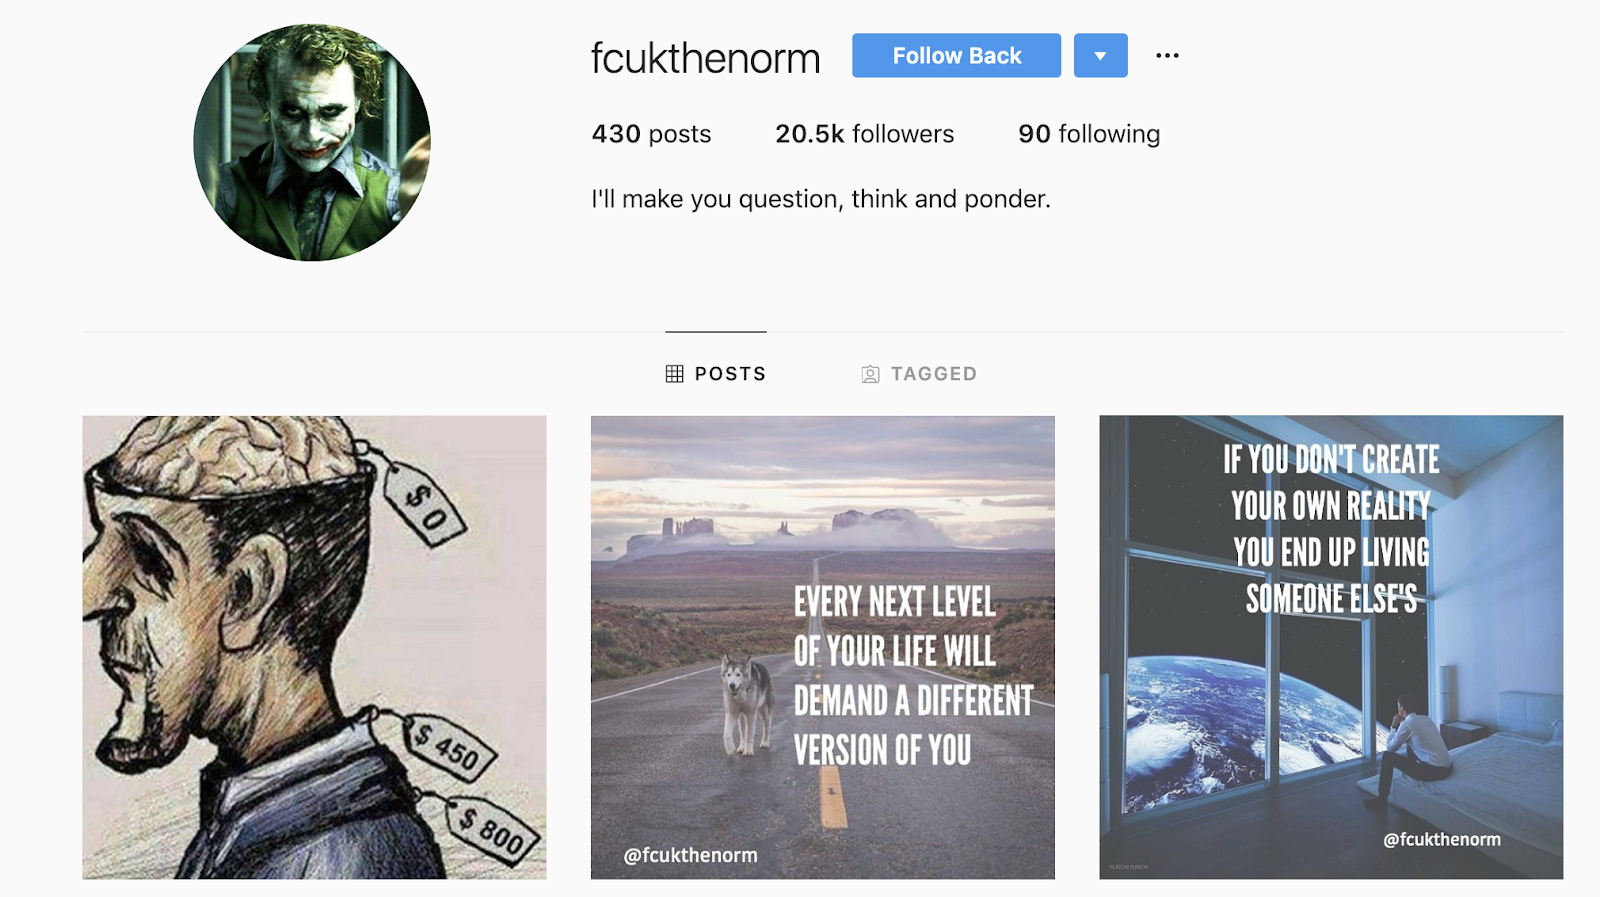 fcukthenorm
Follow Back
430 posts
20.5k followers
90 following
I'll make you question, think and ponder.
POSTS
TAGGED
$ 0
$ 450
$ 800
EVERY NEXT LEVEL
OF YOUR LIFE WILL
DEMAND A DIFFERENT
VERSION OF YOU
@fcukthenorm
IF YOU DON'T CREATE
YOUR OWN REALITY
YOU END UP LIVING
SOMEONE ELSE'S
@fcukthenorm